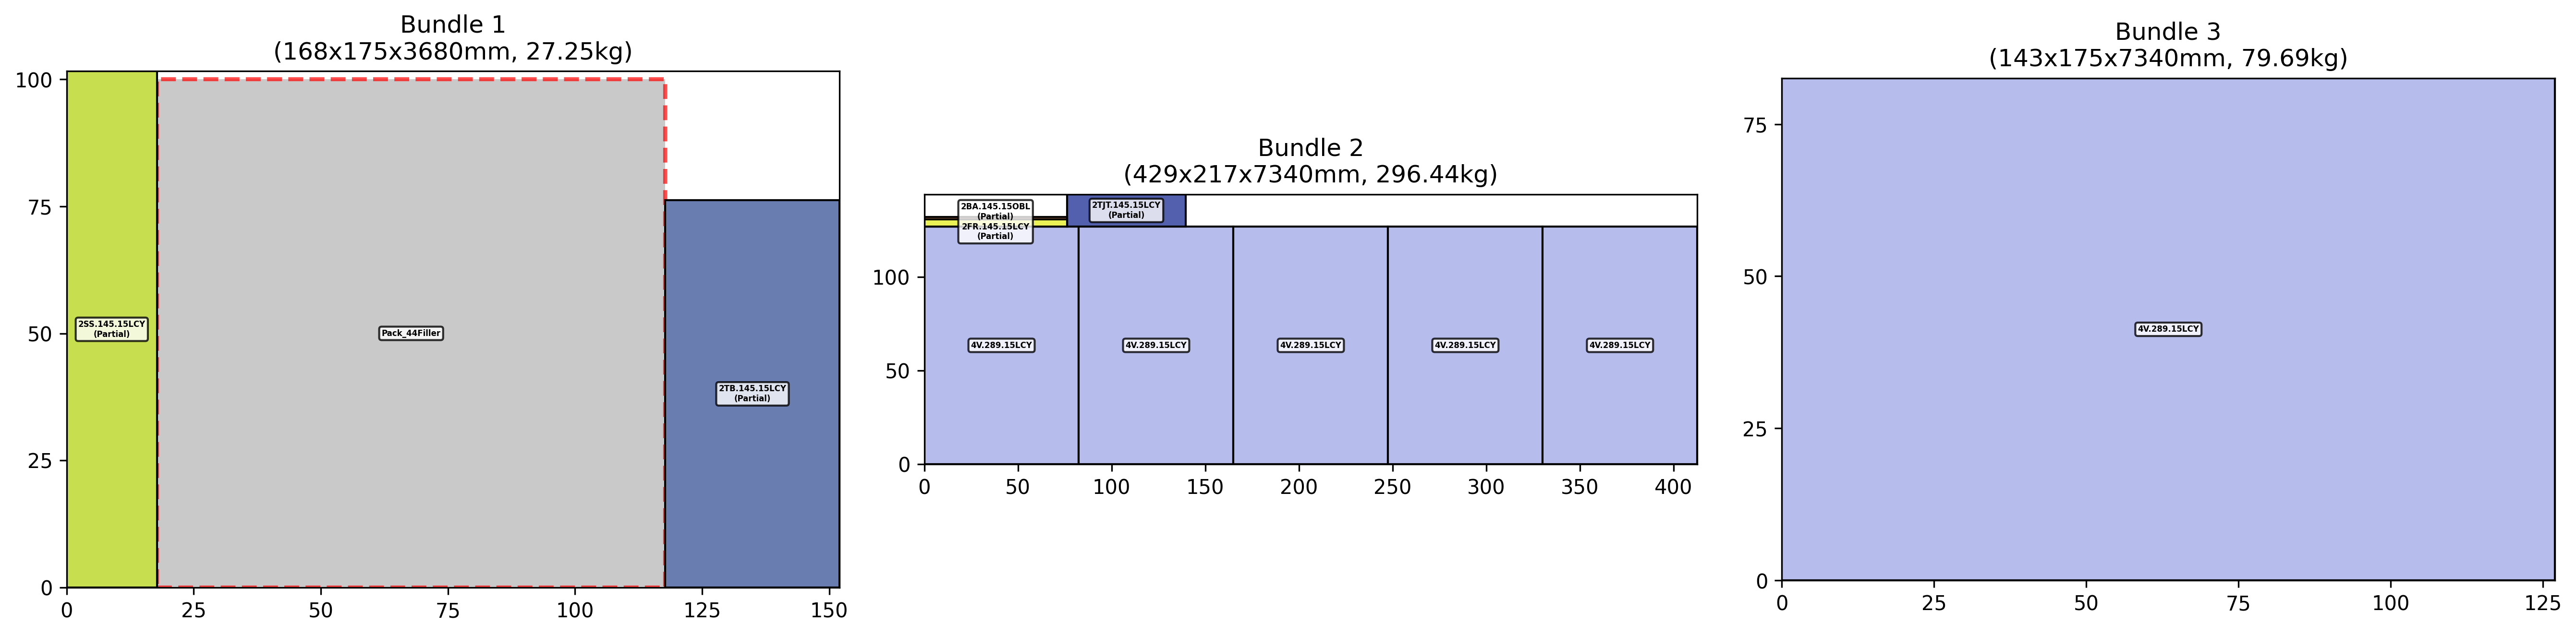 Bundle 1
(168x175x3680mm, 27.25kg)
100
75
50
25
0
0
25
50
75
100
125
150
2SS.145.15LCY
(Partial)
Pack_44Filler
2TB.145.15LCY
(Partial)
Bundle 2
(429x217x7340mm, 296.44kg)
100
50
0
0
50
100
150
200
250
300
350
400
2BA.145.15OBL
(Partial)
2FR.145.15LCY
(Partial)
2TJT.145.15LCY
(Partial)
4V.289.15LCY
4V.289.15LCY
4V.289.15LCY
4V.289.15LCY
4V.289.15LCY
Bundle 3
(143x175x7340mm, 79.69kg)
75
50
25
0
0
25
50
75
100
125
4V.289.15LCY